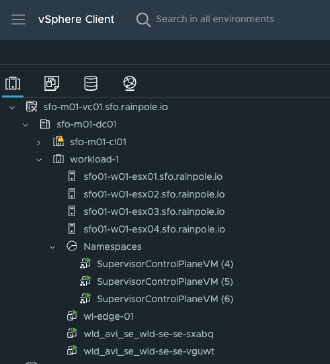 vSphere Client
Search in all environments
sfo-m01-vc01.sfo.rainpole.io
sfo-m01-dc01
sfo-m01-cl01
workload-1
sfo01-w01-esx01.sfo.rainpole.io
sfo01-w01-esx02.sfo.rainpole.io
sfo01-w01-esx03.sfo.rainpole.io
sfo01-w01-esx04.sfo.rainpole.io
Namespaces
SupervisorControlPlaneVM (4)
SupervisorControlPlaneVM (5)
SupervisorControlPlaneVM (6)
wl-edge-01
wld_avi_se_wld-se-se-sxabq
wld_avi_se_wld-se-se-vguwt